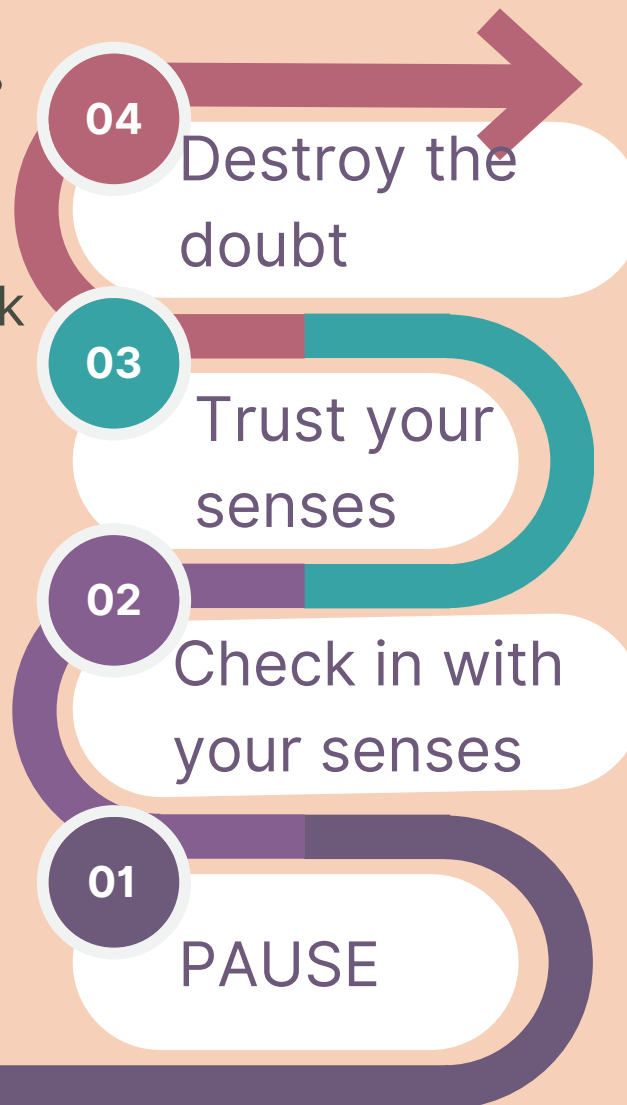 04
Destroy the
doubt
k
03
Trust your
senses
02
Check in with
your senses
01
PAUSE